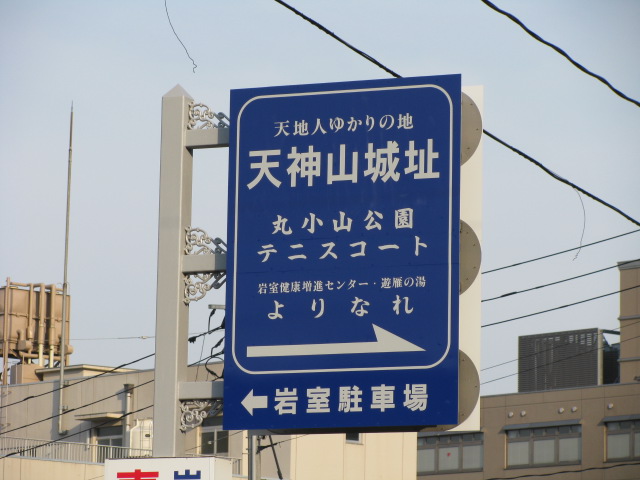 天地人ゆかりの地
天神山城址
丸小山公園
テニスコート
岩室健康増進センター・遊雁の湯
よりなれ
岩室駐車場